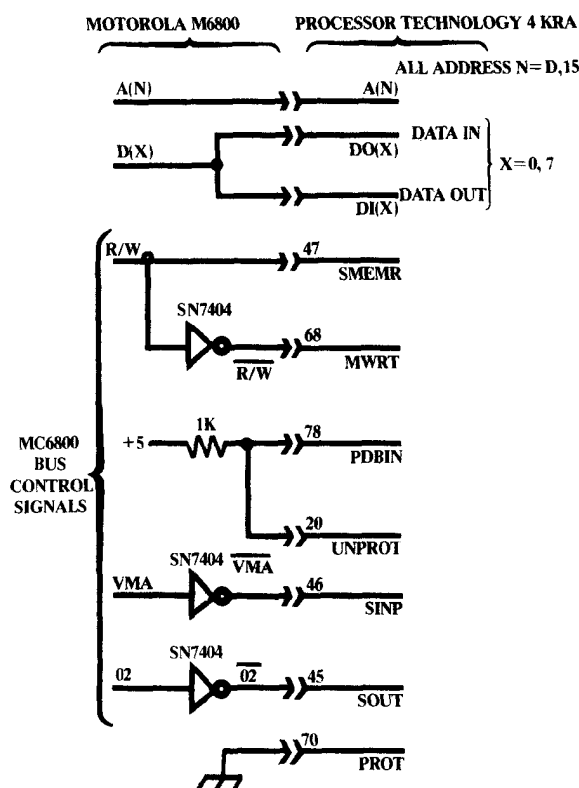 MOTOROLA M6800 PROCESSOR TECHNOLOGY 4 KRA
ALL ADDRESS N= D,15
A(N) A(N)
D(X) DATA IN
DO(X)
X=0, 7
DATA OUT
DI(X)
R/W 47
SMEMR
SN7404
68
R/W MWRT
1K
+5 78
PDBIN
MC6800
BUS
CONTROL
SIGNALS
20
UNPROT
SN7404 VMA
VMA 46
SINP
SN7404
02 02 45
SOUT
70
PROT